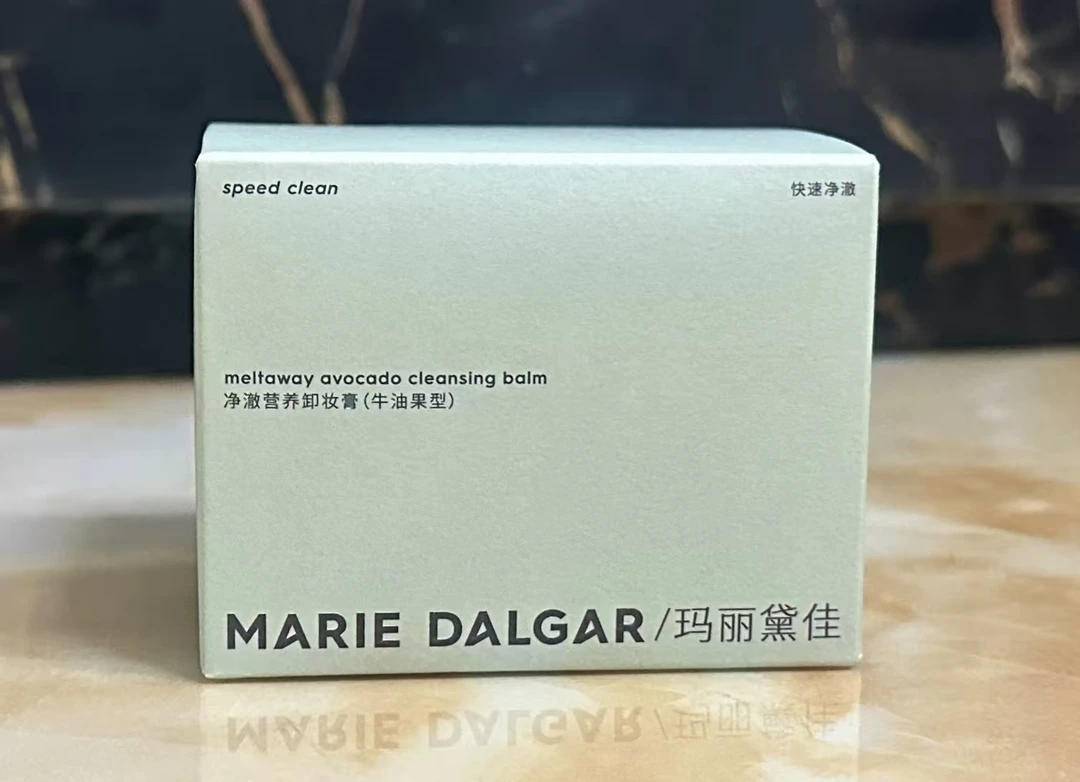 speed clean 快速净澈
meltaway avocado cleansing balm
净澈营养卸妆膏(牛油果型)
MARIE DALGAR/玛丽黛佳